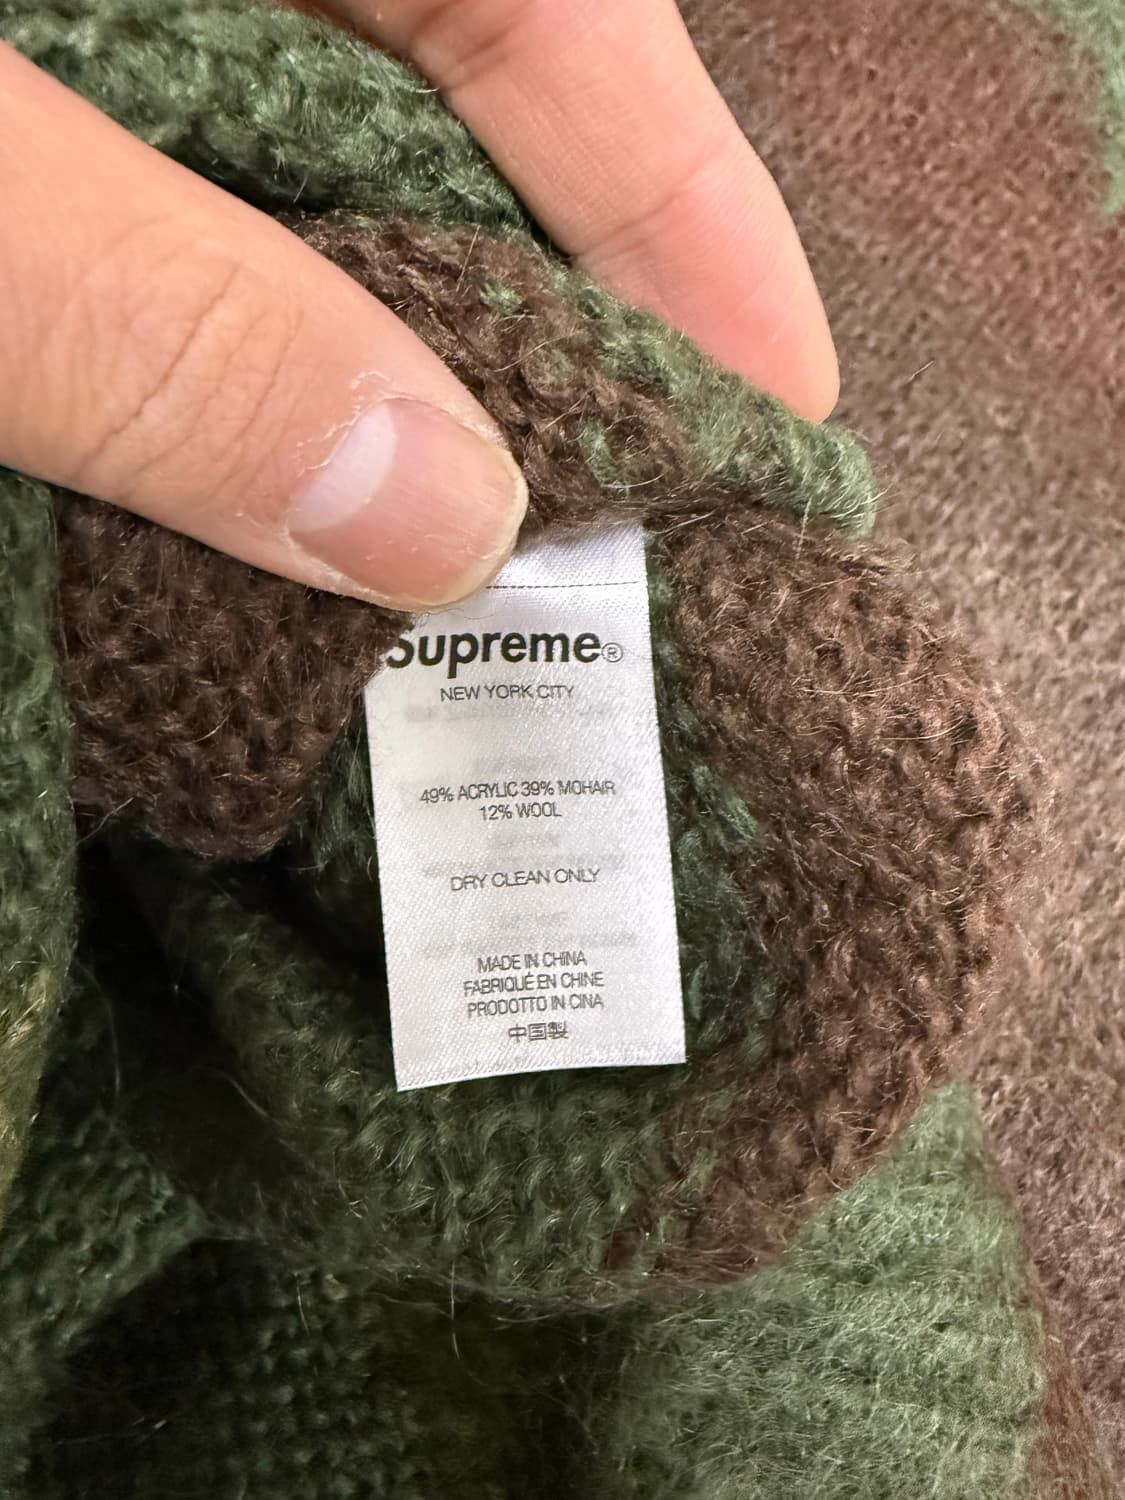 Supreme®
NEW YORK CITY
49% ACRYLIC 39% MOHAIR
12% WOOL
DRY CLEAN ONLY
MADE IN CHINA
FABRIQUÉ EN CHINE
PRODOTTO IN CINA
中国製